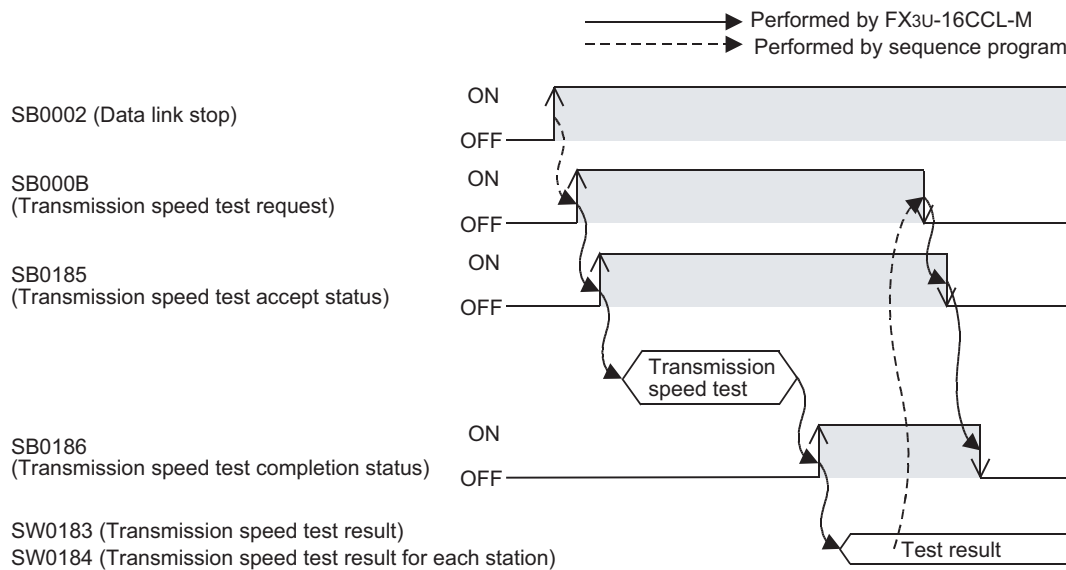 Performed by FX3U-16CCL-M
Performed by sequence program
SB0002 (Data link stop)
ON
OFF
SB000B
(Transmission speed test request)
ON
OFF
SB0185
(Transmission speed test accept status)
ON
OFF
Transmission
speed test
SB0186
(Transmission speed test completion status)
ON
OFF
SW0183 (Transmission speed test result)
SW0184 (Transmission speed test result for each station)
Test result